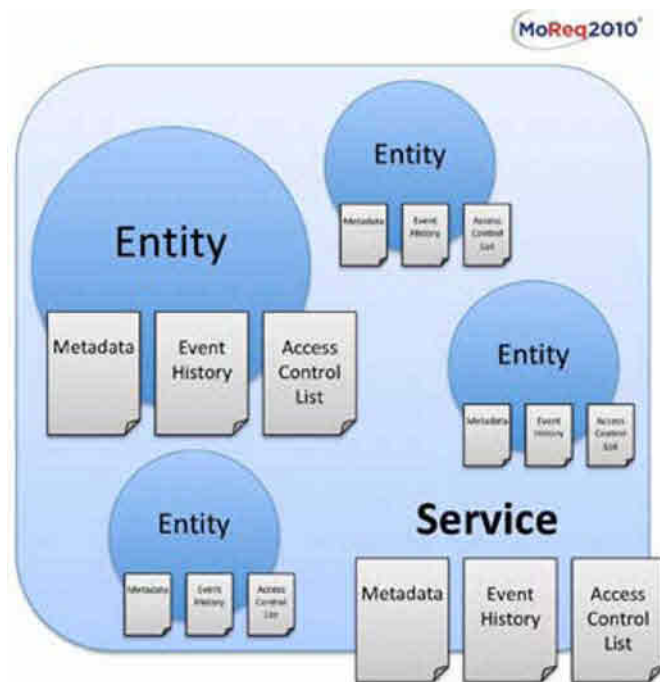 MoReq2010®
Entity
Metadata
Event
History
Access
Control
List
Entity
Metadata
Event
History
Access
Control
List
Entity
Metadata
Event
History
Access
Control
List
Entity
Metadata
Event
History
Access
Control
List
Service
Metadata
Event
History
Access
Control
List